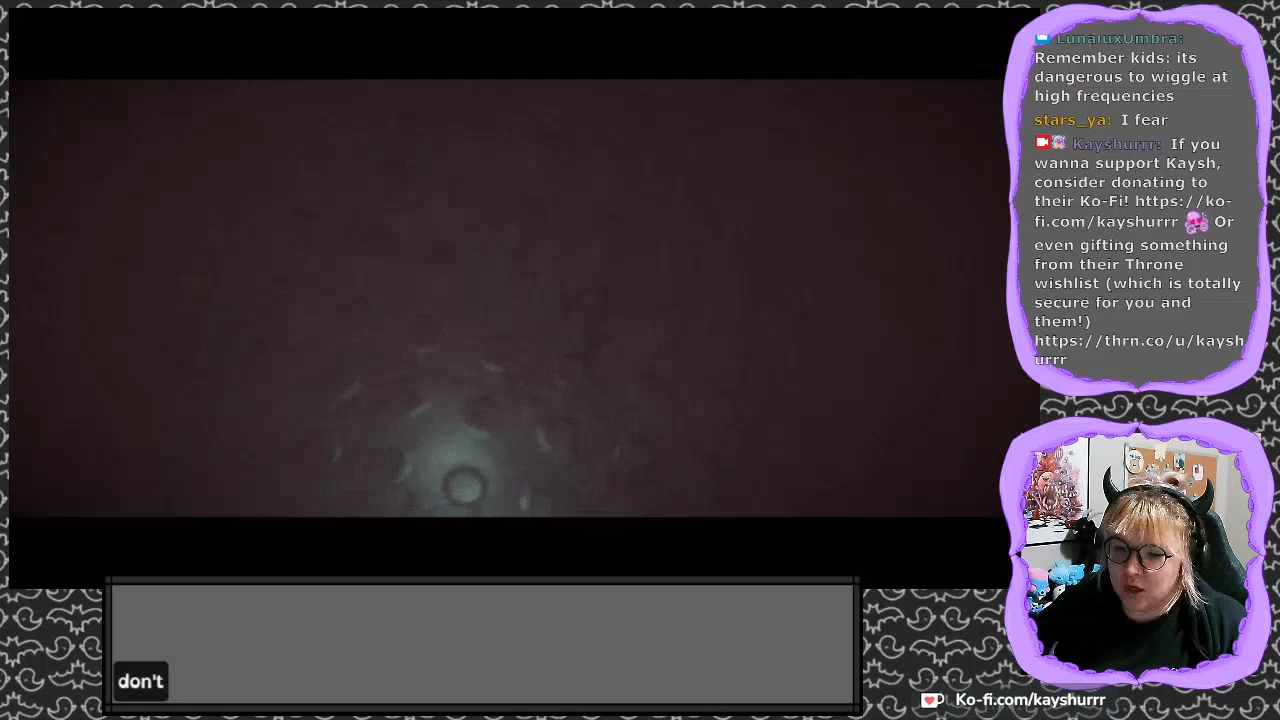 LunaluxUmbra:
Remember kids: its
dangerous to wiggle at
high frequencies
stars_ya: I fear
Kayshurrr: If you
wanna support Kaysh,
consider donating to
their Ko-Fi! https://ko-
fi.com/kayshurrr Or
even gifting something
from their Throne
wishlist (which is totally
secure for you and
them!)
https://thrn.co/u/kaysh
urrr
don't
Ko-fi.com/kayshurrr